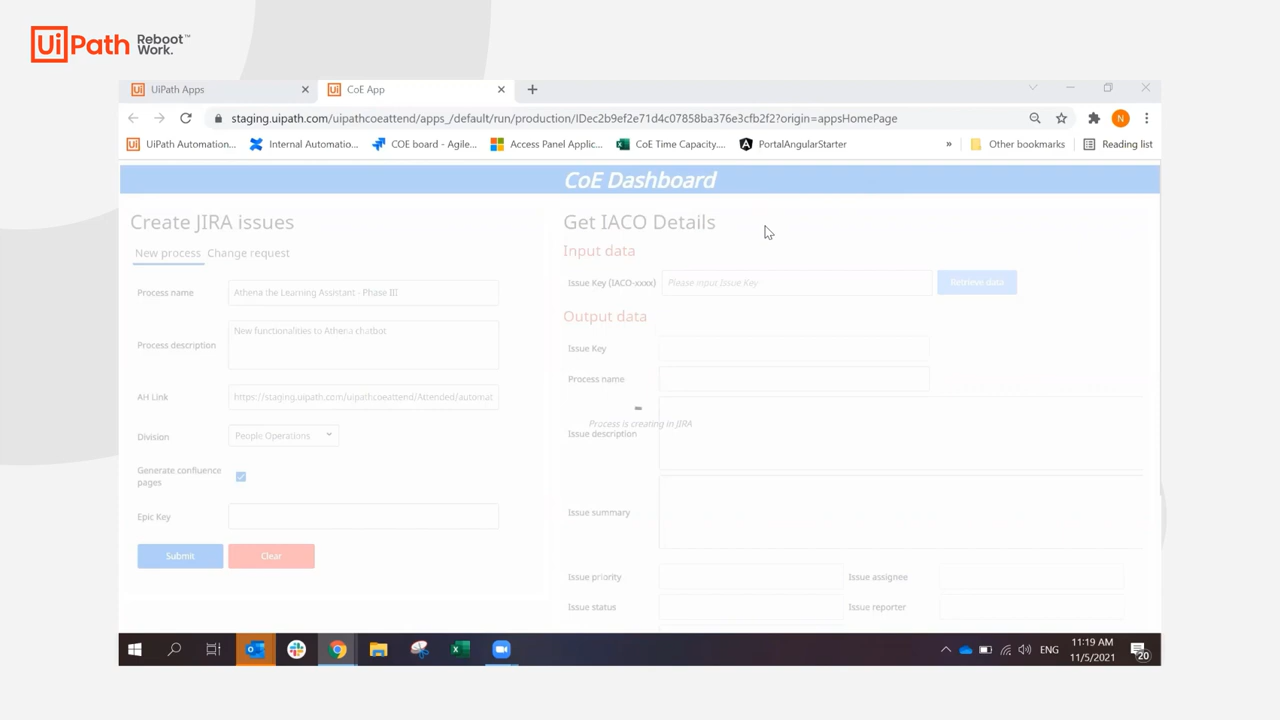 UiPath Reboot Work.™
UiPath Apps
CoE App
staging.uipath.com/uipathcoeattend/apps_/default/run/production/IDec2b9ef2e71d4c07858ba376e3cfb2f2?origin=appsHomePage
N
UiPath Automation...
Internal Automatio...
COE board - Agile...
Access Panel Applic...
CoE Time Capacity....
PortalAngularStarter
»
Other bookmarks
Reading list
CoE Dashboard
Create JIRA issues
New process
Change request
Process name
Athena the Learning Assistant - Phase III
Process description
New functionalities to Athena chatbot
AH Link
https://staging.uipath.com/uipathcoeattend/Attended/automat
Division
People Operations
Generate confluence
pages
Epic Key
Submit
Clear
Get IACO Details
Input data
Issue Key (IACO-xxxx)
Please input Issue Key
Retrieve data
Output data
Issue Key
Process name
Process is creating in JIRA
Issue description
Issue summary
Issue priority
Issue assignee
Issue status
Issue reporter
ENG
11:19 AM
11/5/2021
20